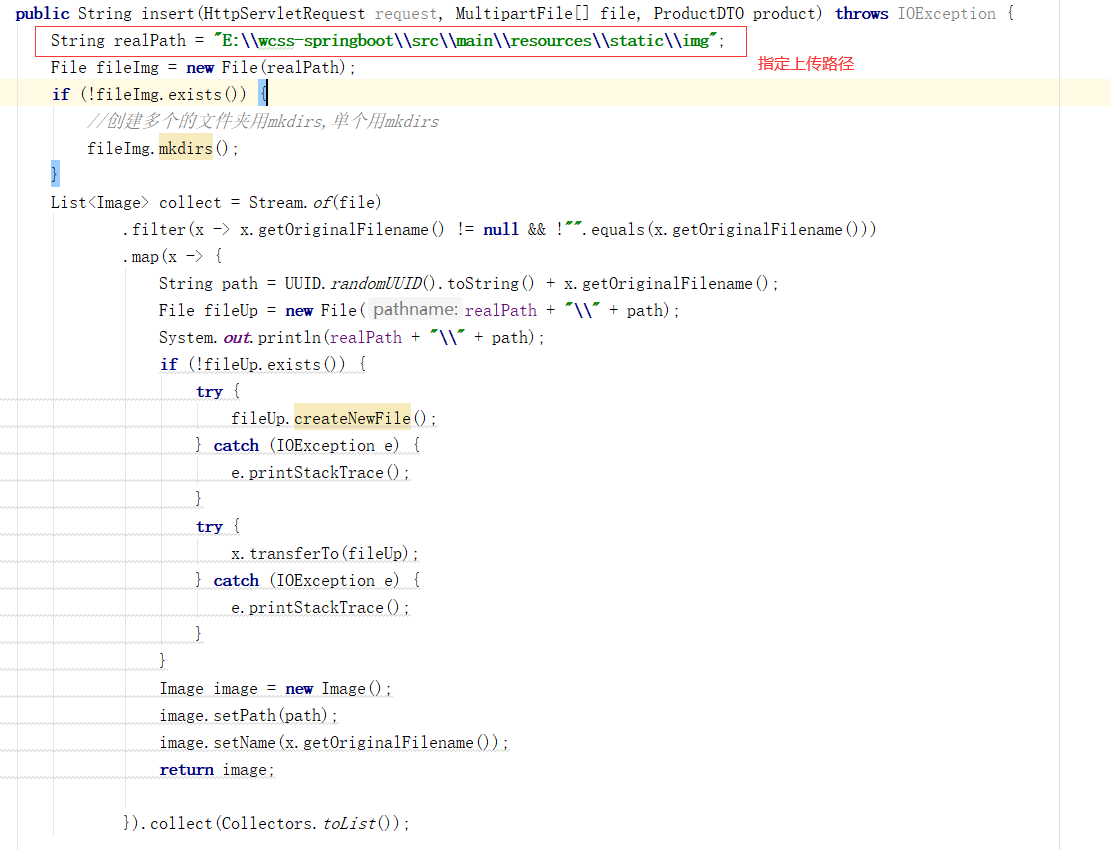 public String insert(HttpServletRequest request, MultipartFile[] file, ProductDTO product) throws IOException {
String realPath = "E:\\wcss-springboot\\src\\main\\resources\\static\\img";
指定上传路径
File fileImg = new File(realPath);
if (!fileImg.exists()) {
//创建多个的文件夹用mkdirs,单个用mkdirs
fileImg.mkdirs();
}
List<Image> collect = Stream.of(file)
.filter(x -> x.getOriginalFilename() != null && !"".equals(x.getOriginalFilename()))
.map(x -> {
String path = UUID.randomUUID().toString() + x.getOriginalFilename();
File fileUp = new File( pathname: realPath + "\\" + path);
System.out.println(realPath + "\\" + path);
if (!fileUp.exists()) {
try {
fileUp.createNewFile();
} catch (IOException e) {
e.printStackTrace();
}
try {
x.transferTo(fileUp);
} catch (IOException e) {
e.printStackTrace();
}
}
Image image = new Image();
image.setPath(path);
image.setName(x.getOriginalFilename());
return image;
}).collect(Collectors.toList());